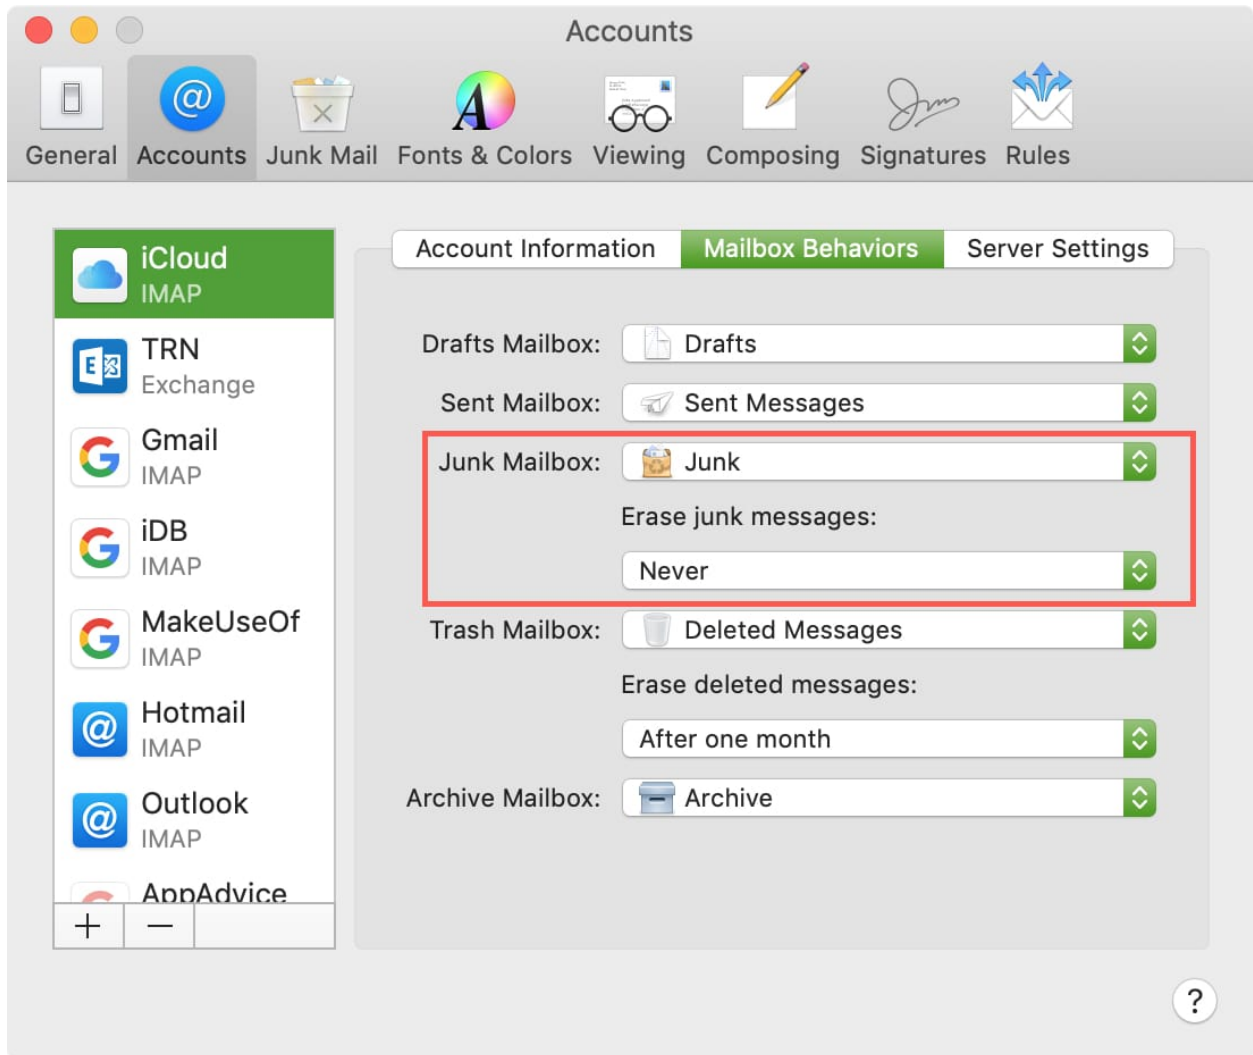 Accounts
General Accounts Junk Mail Fonts & Colors Viewing Composing Signatures Rules
iCloud
IMAP
TRN
Exchange
Gmail
IMAP
iDB
IMAP
MakeUseOf
IMAP
Hotmail
IMAP
Outlook
IMAP
AppAdvice
Account Information Mailbox Behaviors Server Settings
Drafts Mailbox: Drafts
Sent Mailbox: Sent Messages
Junk Mailbox: Junk
Erase junk messages:
Never
Trash Mailbox: Deleted Messages
Erase deleted messages:
After one month
Archive Mailbox: Archive
?